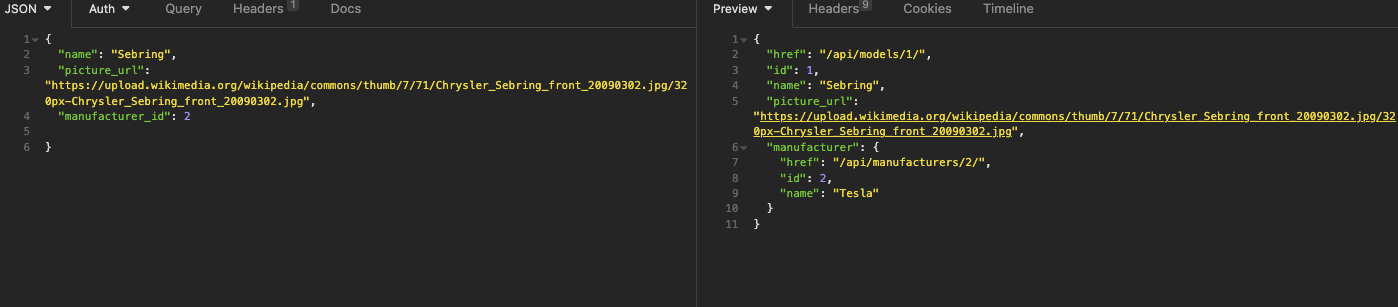 JSON Auth Query Headers 1 Docs
1 {
2 "name": "Sebring",
3 "picture_url":
"https://upload.wikimedia.org/wikipedia/commons/thumb/7/71/Chrysler_Sebring_front_20090302.jpg/32
0px-Chrysler_Sebring_front_20090302.jpg",
4 "manufacturer_id": 2
5
6 }
Preview Headers 9 Cookies Timeline
1 {
2 "href": "/api/models/1/",
3 "id": 1,
4 "name": "Sebring",
5 "picture_url":
"https://upload.wikimedia.org/wikipedia/commons/thumb/7/71/Chrysler_Sebring_front_20090302.jpg/32
0px-Chrysler_Sebring_front_20090302.jpg",
6 "manufacturer": {
7 "href": "/api/manufacturers/2/",
8 "id": 2,
9 "name": "Tesla"
10 }
11 }